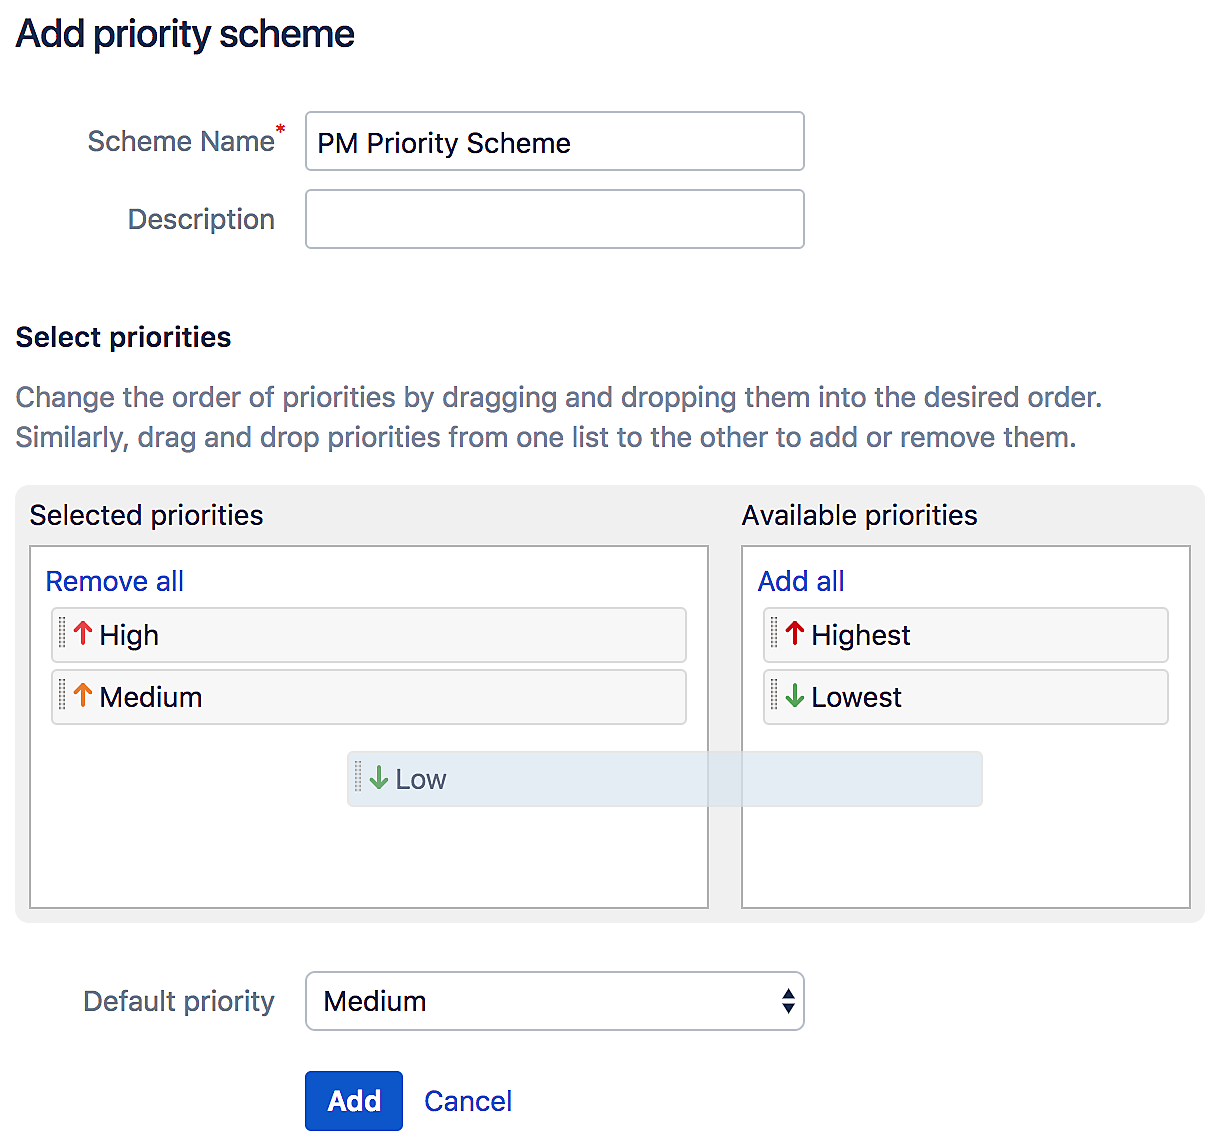 Add priority scheme
Scheme Name*
PM Priority Scheme
Description
Select priorities
Change the order of priorities by dragging and dropping them into the desired order.
Similarly, drag and drop priorities from one list to the other to add or remove them.
Selected priorities
Remove all
High
Medium
Low
Available priorities
Add all
Highest
Lowest
Default priority
Medium
Add
Cancel